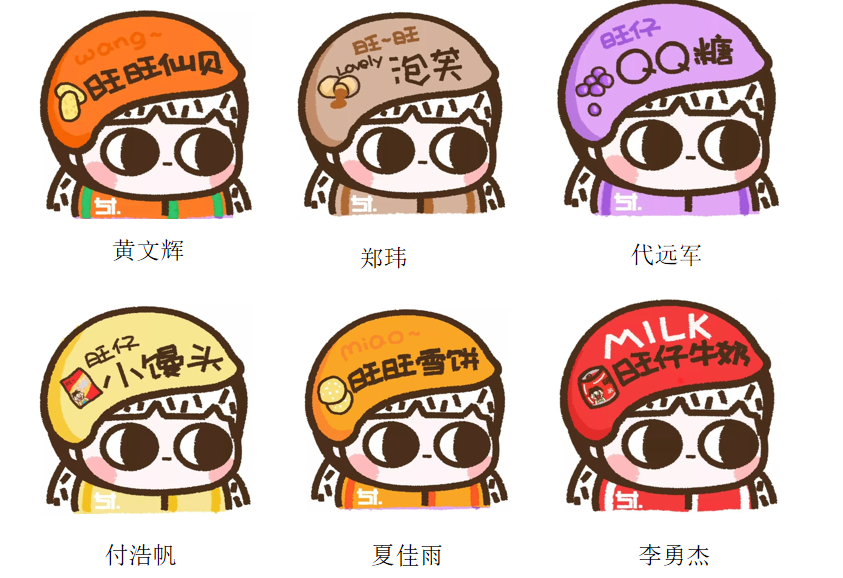 wang~
旺旺仙贝
旺~旺
Lovely
泡芙
旺仔
QQ糖
黄文辉
郑玮
代远军
旺仔
小馒头
miao~
旺旺雪饼
MILK
旺仔牛奶
付浩帆
夏佳雨
李勇杰